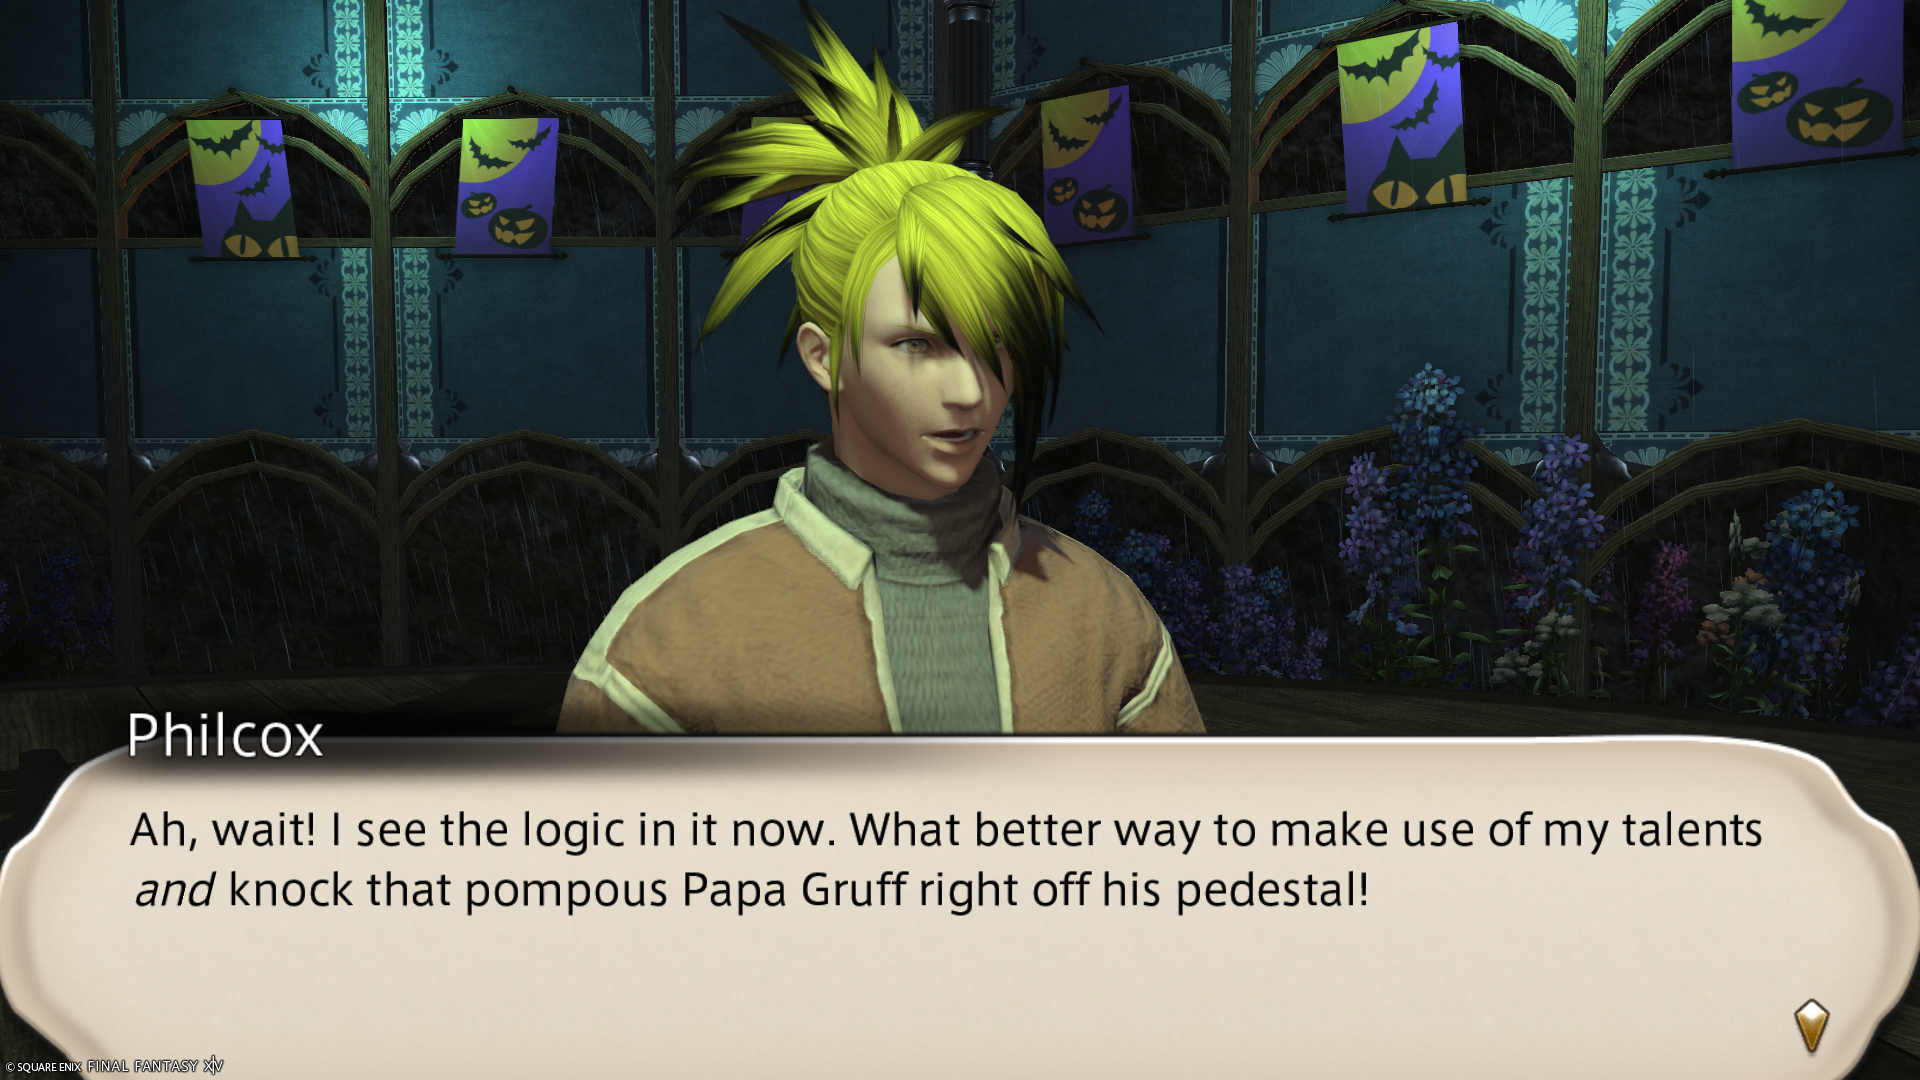 Philcox
Ah, wait! I see the logic in it now. What better way to make use of my talents
and knock that pompous Papa Gruff right off his pedestal!
© SQUARE ENIX FINAL FANTASY XIV